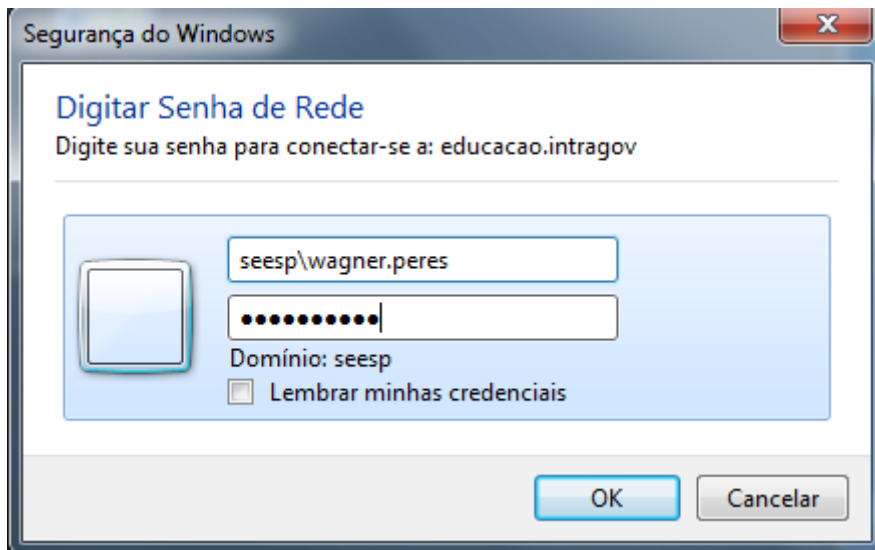 Segurança do Windows
Digitar Senha de Rede
Digite sua senha para conectar-se a: educacao.intragov
seesp\wagner.peres
●●●●●●●●●●
Domínio: seesp
Lembrar minhas credenciais
OK
Cancelar